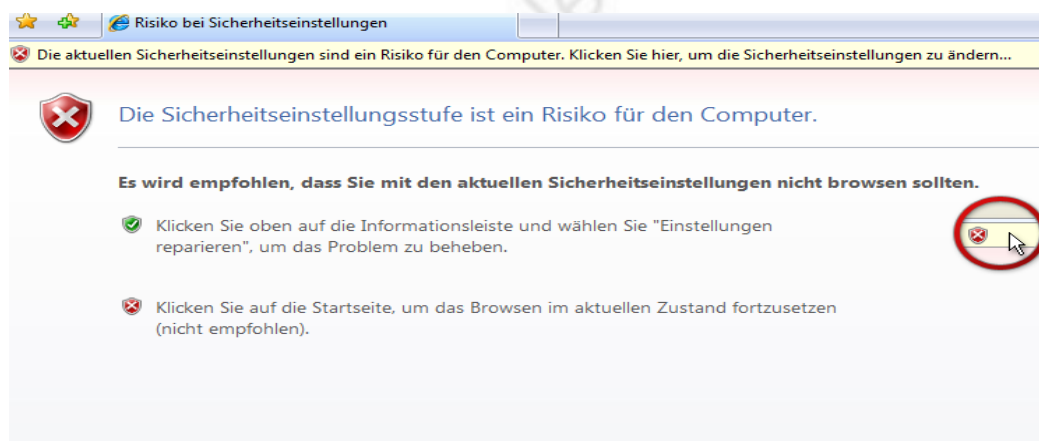 Risiko bei Sicherheitseinstellungen
Die aktuellen Sicherheitseinstellungen sind ein Risiko für den Computer. Klicken Sie hier, um die Sicherheitseinstellungen zu ändern...
Die Sicherheitseinstellungsstufe ist ein Risiko für den Computer.
Es wird empfohlen, dass Sie mit den aktuellen Sicherheitseinstellungen nicht browsen sollten.
Klicken Sie oben auf die Informationsleiste und wählen Sie "Einstellungen
reparieren", um das Problem zu beheben.
Klicken Sie auf die Startseite, um das Browsen im aktuellen Zustand fortzusetzen
(nicht empfohlen).